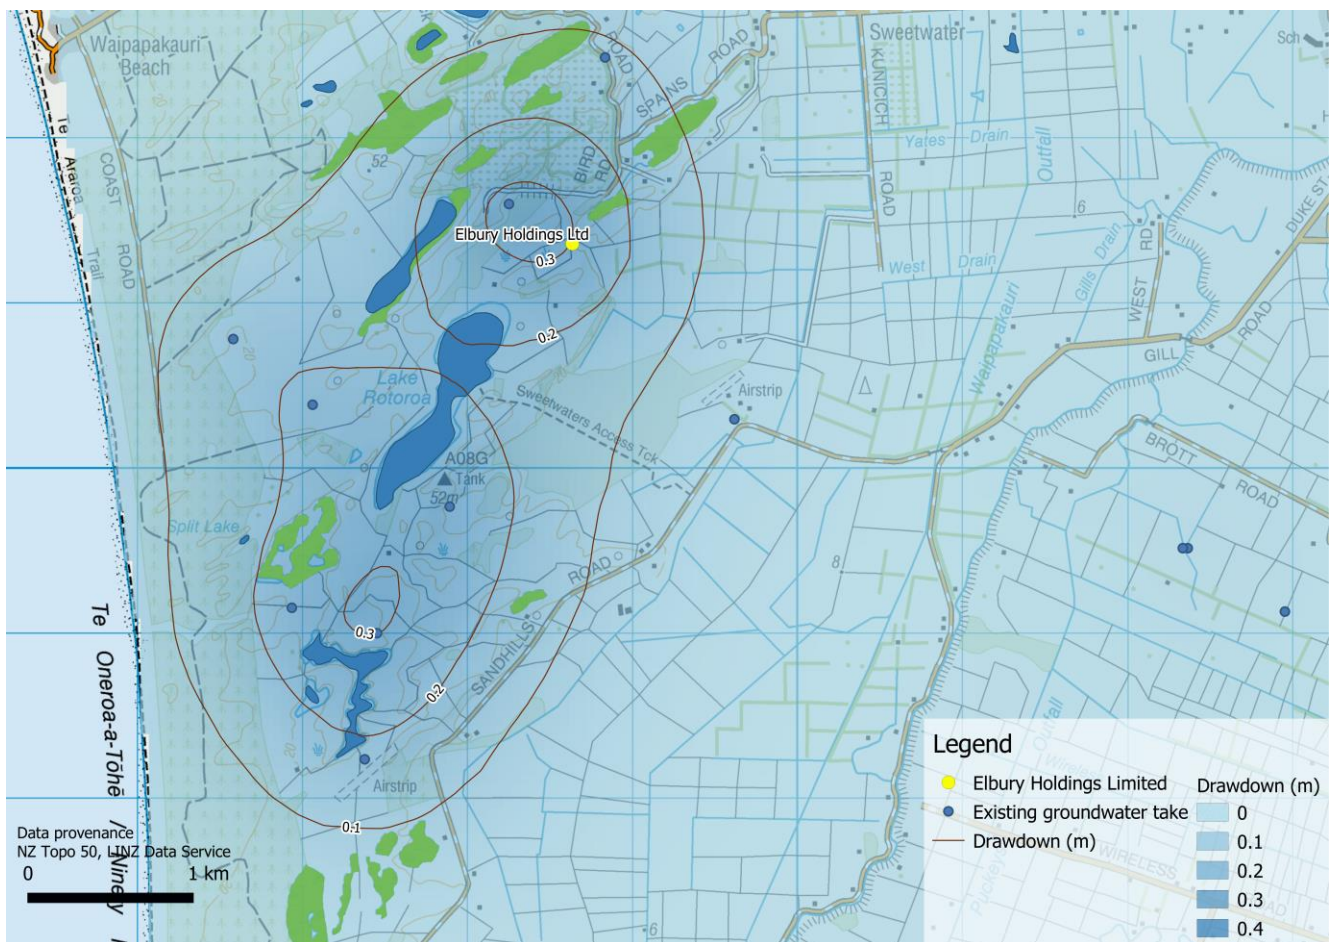 Waipapakauri
Beach
Sweetwater
Sch
ROAD
SPAINS
ROAD
KUNICICH
ROAD
Yates Drain
Outfall
Te
Araroa
Trail
COAST
ROAD
52
BRD
RD
6
DUKE ST
Elbury Holdings Ltd
0.3
West Drain
Gills Drain
WEST
RD
ROAD
GILL
Waipapakauri
0.2
20
Lake
Rotoroa
Sweetwaters Access Tck
Airstrip
A08G
Tank
52m
BROTT
ROAD
Split Lake
ROAD
8
0.3
SANDHILLS
0.2
20
Te Oneroa-a-Tōhē / Ninety
Airstrip
0.1
6
Outfall
WIRELESS
Legend
Elbury Holdings Limited
Existing groundwater take
Drawdown (m)
Drawdown (m)
0
0.1
0.2
0.3
0.4
Data provenance
NZ Topo 50, LINZ Data Service
0 1 km